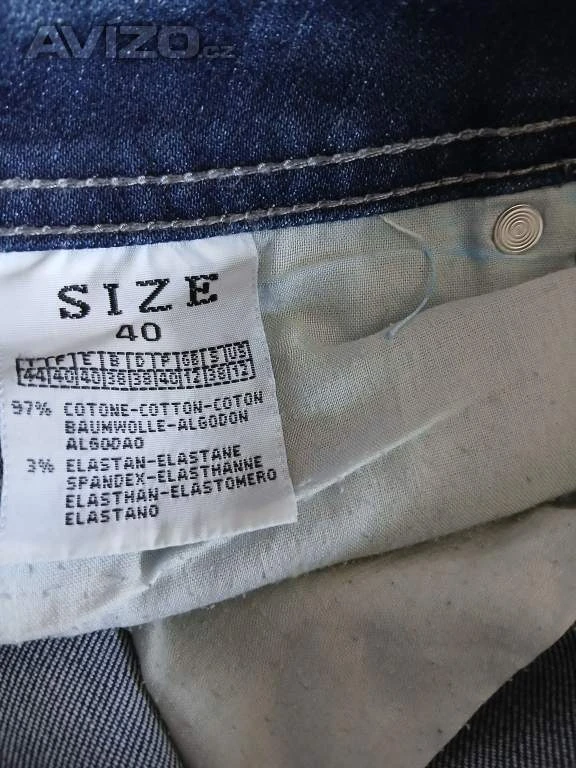 AVIZO.cz
SIZE
40
I F E B D P GB S US
44 40 40 38 38 40 12 38 12
97% COTONE-COTTON-COTON
BAUMWOLLE-ALGODON
ALGODAO
3% ELASTAN-ELASTANE
SPANDEX-ELASTHANNE
ELASTHAN-ELASTOMERO
ELASTANO